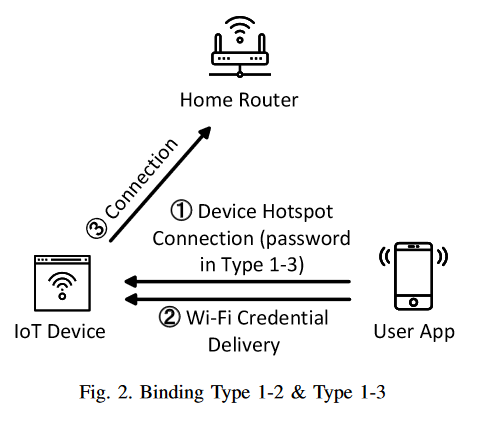 Home Router
③ Connection
① Device Hotspot
Connection (password
in Type 1-3)
② Wi-Fi Credential
Delivery
IoT Device
User App
Fig. 2. Binding Type 1-2 & Type 1-3